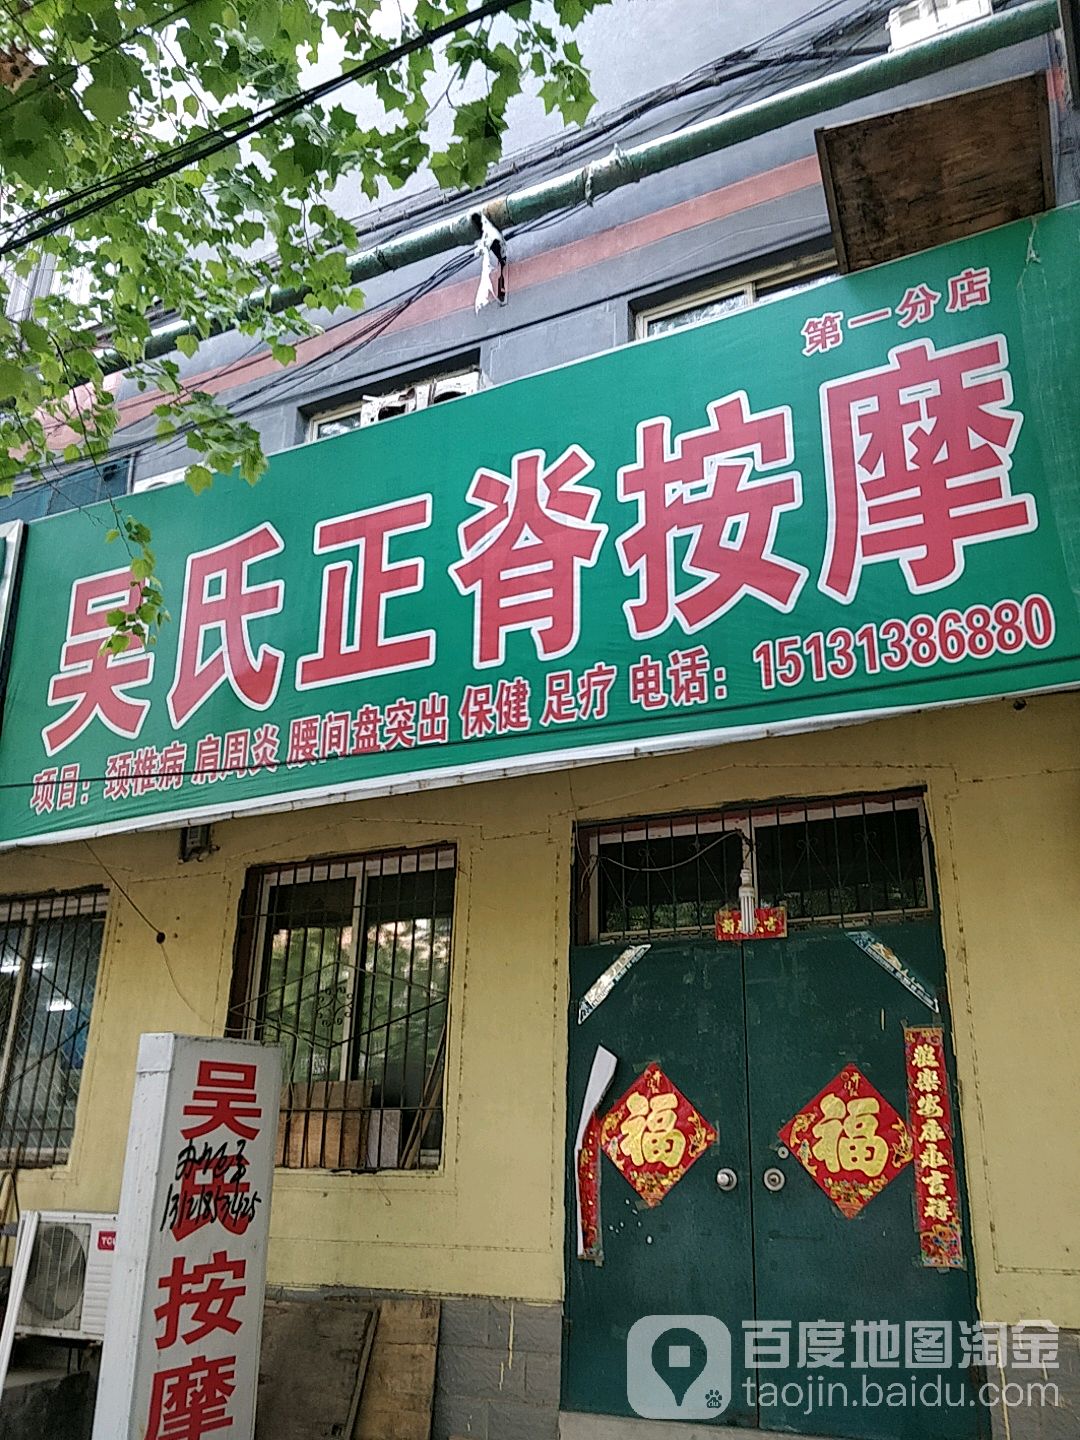 第一分店
吴氏正脊按摩
项目：颈椎病 肩周炎 腰间盘突出 保健 足疗 电话：15131386880
福
福
TCL
吴氏按摩
百度地图淘金
taojin.baidu.com